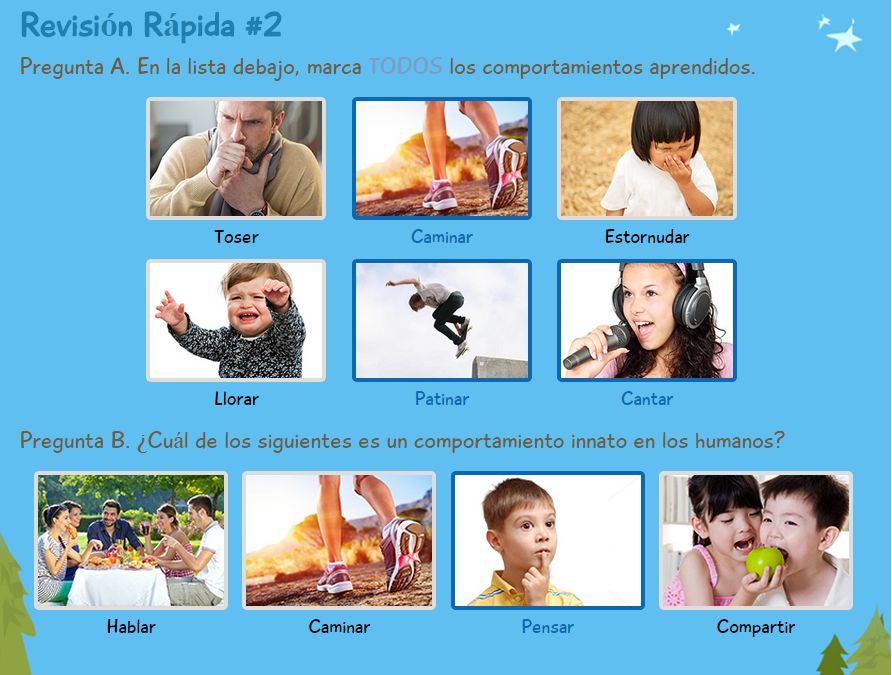 Revisión Rápida #2
Pregunta A. En la lista debajo, marca TODOS los comportamientos aprendidos.
Toser
Caminar
Estornudar
Llorar
Patinar
Cantar
Pregunta B. ¿Cuál de los siguientes es un comportamiento innato en los humanos?
Hablar
Caminar
Pensar
Compartir